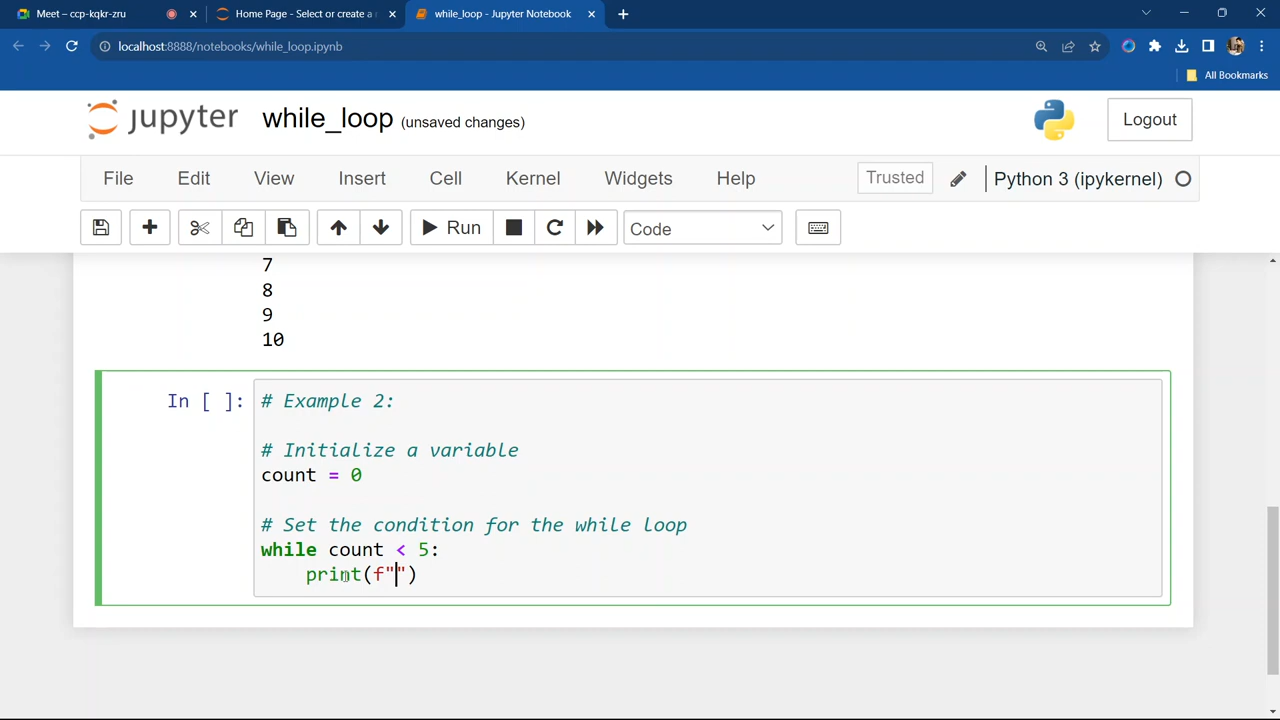 Meet – ccp-kqkr-zru
Home Page - Select or create a
while_loop - Jupyter Notebook
localhost:8888/notebooks/while_loop.ipynb
All Bookmarks
jupyter while_loop (unsaved changes)
Logout
File Edit View Insert Cell Kernel Widgets Help
Trusted
Python 3 (ipykernel)
Run
Code
7
8
9
10
In [ ]: # Example 2:
# Initialize a variable
count = 0
# Set the condition for the while loop
while count < 5:
    print(f"")